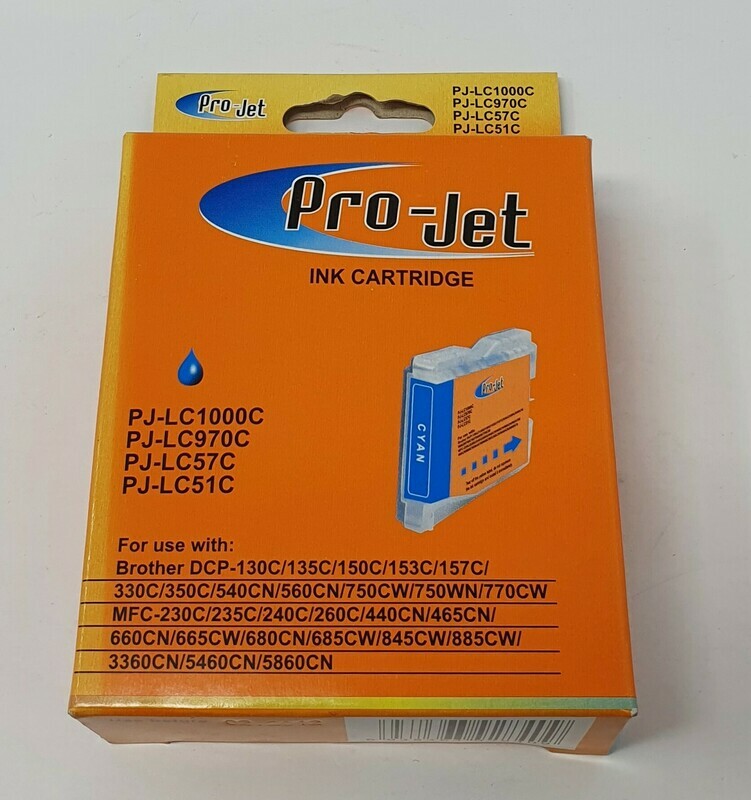 Pro-Jet
PJ-LC1000C
PJ-LC970C
PJ-LC57C
PJ-LC51C
Pro-Jet
INK CARTRIDGE
PJ-LC1000C
PJ-LC970C
PJ-LC57C
PJ-LC51C
Pro-Jet
CYAN
For use with:
Brother DCP-130C/135C/150C/153C/157C/
330C/350C/540CN/560CN/750CW/750WN/770CW
MFC-230C/235C/240C/260C/440CN/465CN/
660CN/665CW/680CN/685CW/845CW/885CW/
3360CN/5460CN/5860CN